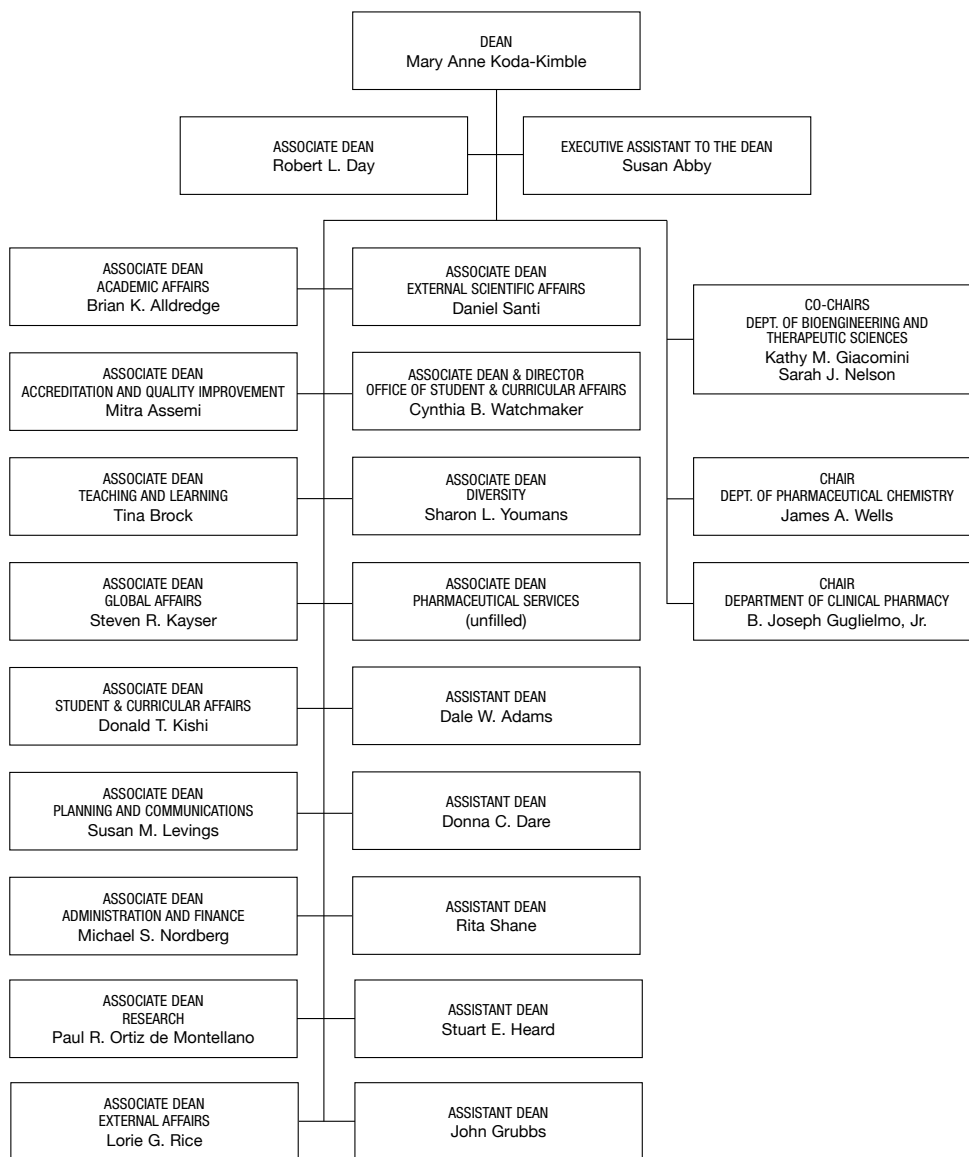 DEAN
Mary Anne Koda-Kimble
ASSOCIATE DEAN
Robert L. Day
EXECUTIVE ASSISTANT TO THE DEAN
Susan Abby
ASSOCIATE DEAN
ACADEMIC AFFAIRS
Brian K. Alldredge
ASSOCIATE DEAN
EXTERNAL SCIENTIFIC AFFAIRS
Daniel Santi
CO-CHAIRS
DEPT. OF BIOENGINEERING AND
THERAPEUTIC SCIENCES
Kathy M. Giacomini
Sarah J. Nelson
ASSOCIATE DEAN
ACCREDITATION AND QUALITY IMPROVEMENT
Mitra Assemi
ASSOCIATE DEAN & DIRECTOR
OFFICE OF STUDENT & CURRICULAR AFFAIRS
Cynthia B. Watchmaker
ASSOCIATE DEAN
TEACHING AND LEARNING
Tina Brock
ASSOCIATE DEAN
DIVERSITY
Sharon L. Youmans
CHAIR
DEPT. OF PHARMACEUTICAL CHEMISTRY
James A. Wells
ASSOCIATE DEAN
GLOBAL AFFAIRS
Steven R. Kayser
ASSOCIATE DEAN
PHARMACEUTICAL SERVICES
(unfilled)
CHAIR
DEPARTMENT OF CLINICAL PHARMACY
B. Joseph Guglielmo, Jr.
ASSOCIATE DEAN
STUDENT & CURRICULAR AFFAIRS
Donald T. Kishi
ASSISTANT DEAN
Dale W. Adams
ASSOCIATE DEAN
PLANNING AND COMMUNICATIONS
Susan M. Levings
ASSISTANT DEAN
Donna C. Dare
ASSOCIATE DEAN
ADMINISTRATION AND FINANCE
Michael S. Nordberg
ASSISTANT DEAN
Rita Shane
ASSOCIATE DEAN
RESEARCH
Paul R. Ortiz de Montellano
ASSISTANT DEAN
Stuart E. Heard
ASSOCIATE DEAN
EXTERNAL AFFAIRS
Lorie G. Rice
ASSISTANT DEAN
John Grubbs